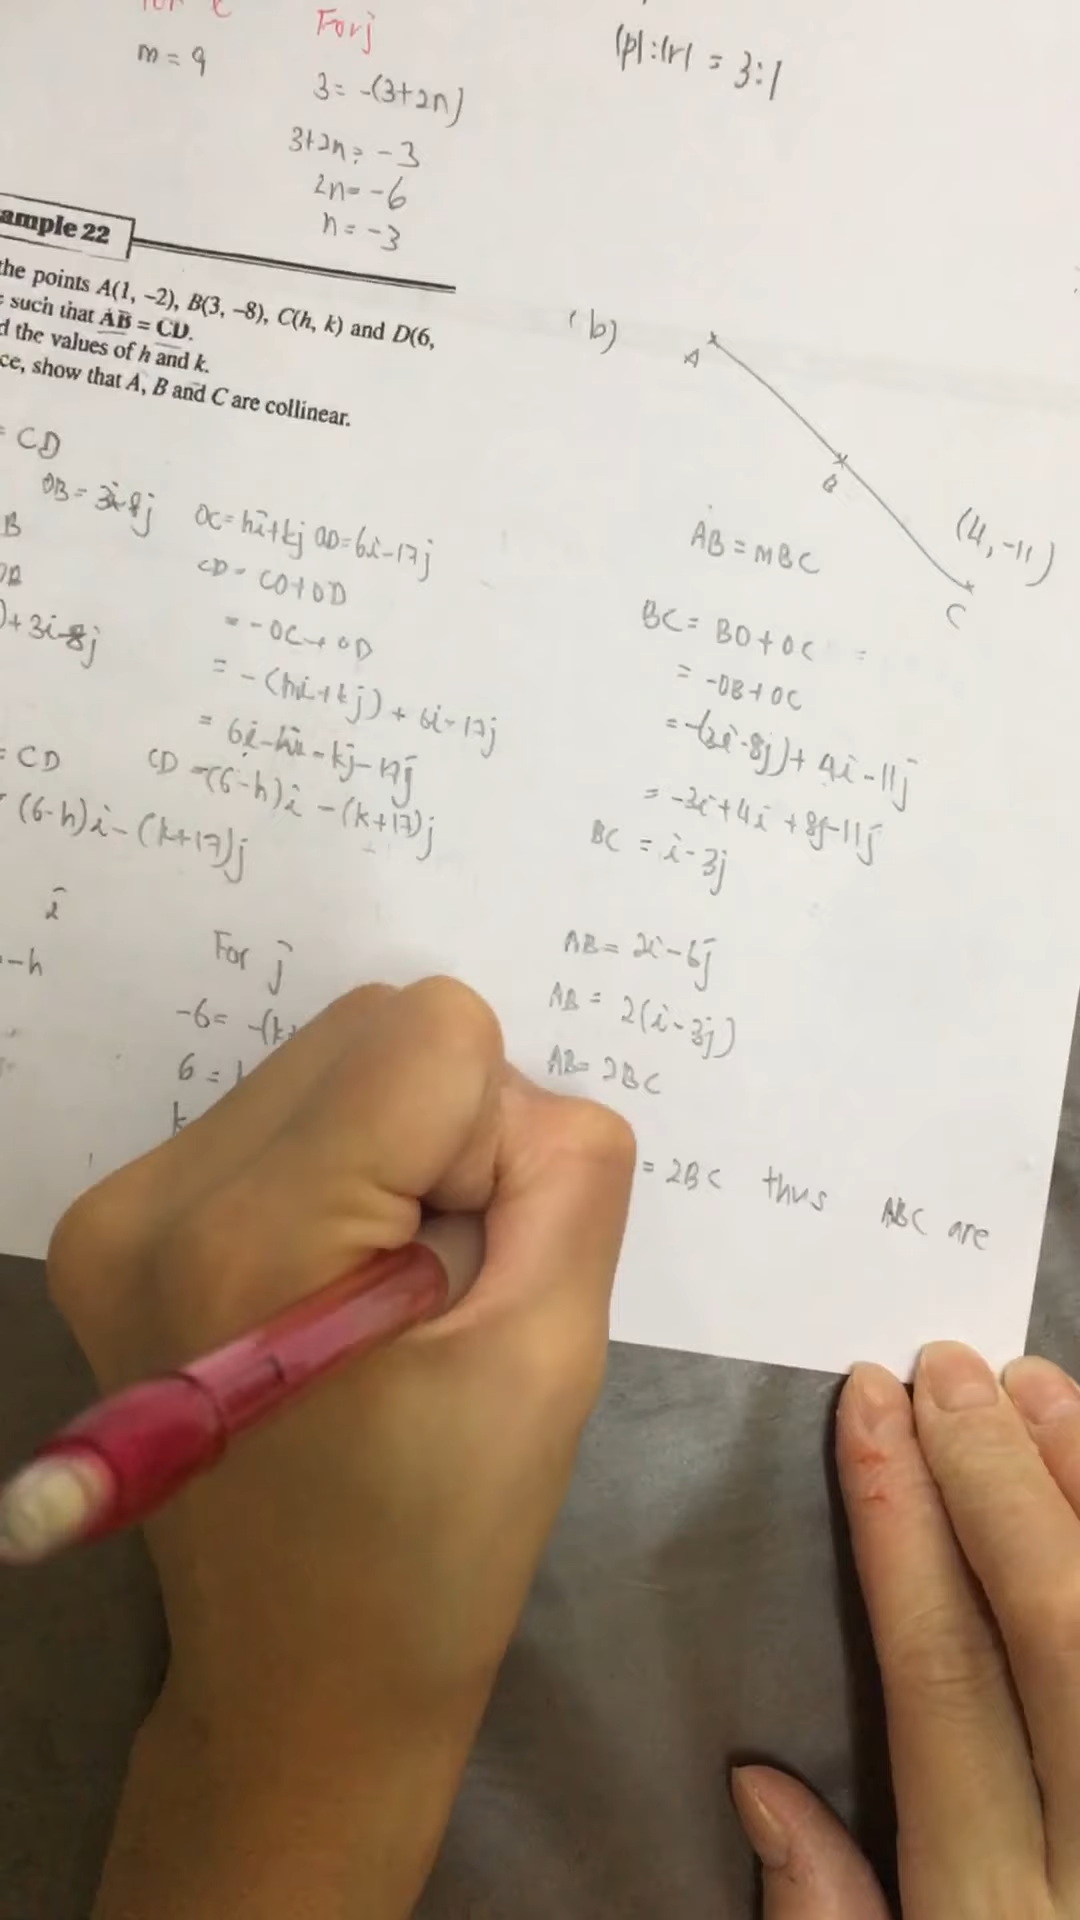 For j
m = 9
3 = -(3+2n)
3+2n = -3
2n = -6
n = -3
|p|:|r| = 3:1
ample 22
the points A(1, –2), B(3, –8), C(h, k) and D(6,
such that AB = CD.
d the values of h and k.
ce, show that A, B and C are collinear.
= CD
OB = 3i-8j OC = hi+kj OD = 6i-17j
B
CD = CO+OD
= -OC+OD
)+3i-8j
= -(hi+kj) + 6i-17j
= 6i-hi-kj-17j
= CD
CD = (6-h)i -(k+17)j
(6-h)i-(k+17)j
i
-h
For j
-6 = -(k+
6 =
k
(b)
A
B
C
(4, -11)
AB = mBC
BC = BO+OC =
= -OB+OC
= -(3i-8j)+ 4i-11j
= -3i+4i +8j-11j
BC = i-3j
AB = 2i-6j
AB = 2(i-3j)
AB = 2BC
= 2BC thus ABC are